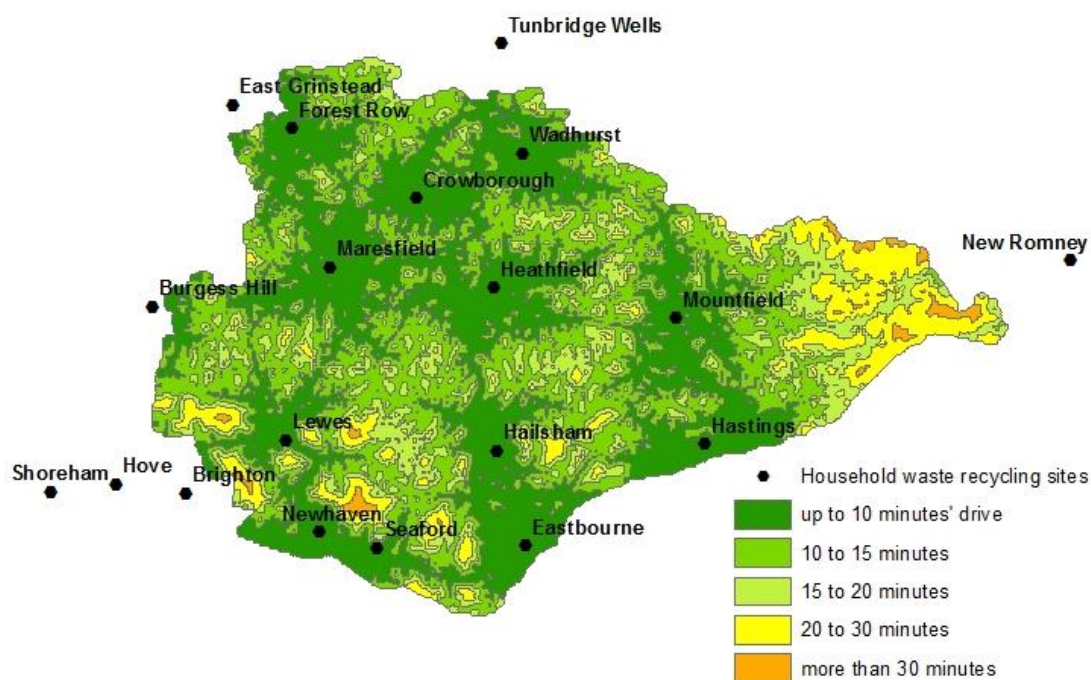 Tunbridge Wells
East Grinstead
Forest Row
Wadhurst
Crowborough
Maresfield
Heathfield
New Romney
Burgess Hill
Mountfield
Lewes
Hailsham
Hastings
Shoreham
Hove
Brighton
Newhaven
Seaford
Eastbourne
Household waste recycling sites
up to 10 minutes' drive
10 to 15 minutes
15 to 20 minutes
20 to 30 minutes
more than 30 minutes